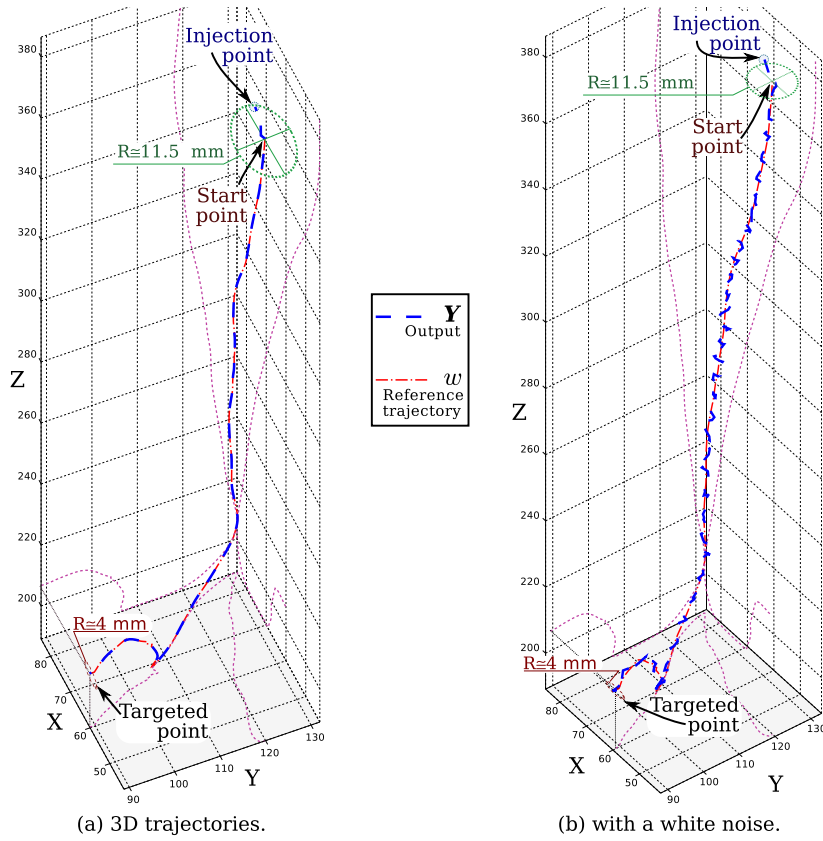 Injection
point
R≅11.5 mm
Start
point
380
360
340
320
300
280
260
240
220
200
Z
R≅4 mm
80
70
60
50
X
Targeted
point
90
100
110
120
130
Y
(a) 3D trajectories.
Y
Output
w
Reference
trajectory
Injection
point
R≅11.5 mm
Start
point
380
360
340
320
300
280
260
240
220
200
Z
R≅4 mm
80
70
60
50
X
Targeted
point
90
100
110
120
130
Y
(b) with a white noise.